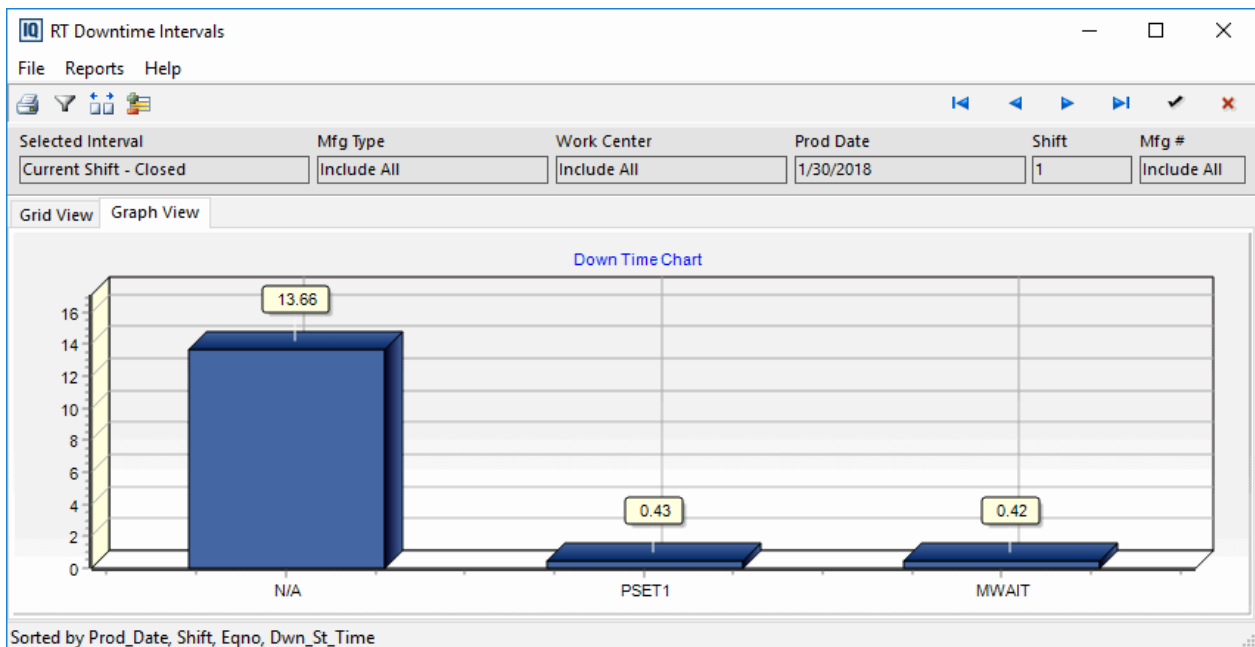 IQ RT Downtime Intervals
File Reports Help
Selected Interval Mfg Type Work Center Prod Date Shift Mfg #
Current Shift - Closed Include All Include All 1/30/2018 1 Include All
Grid View Graph View
Down Time Chart
16
14
12
10
8
6
4
2
0
13.66
0.43
0.42
N/A PSET1 MWAIT
Sorted by Prod_Date, Shift, Eqno, Dwn_St_Time